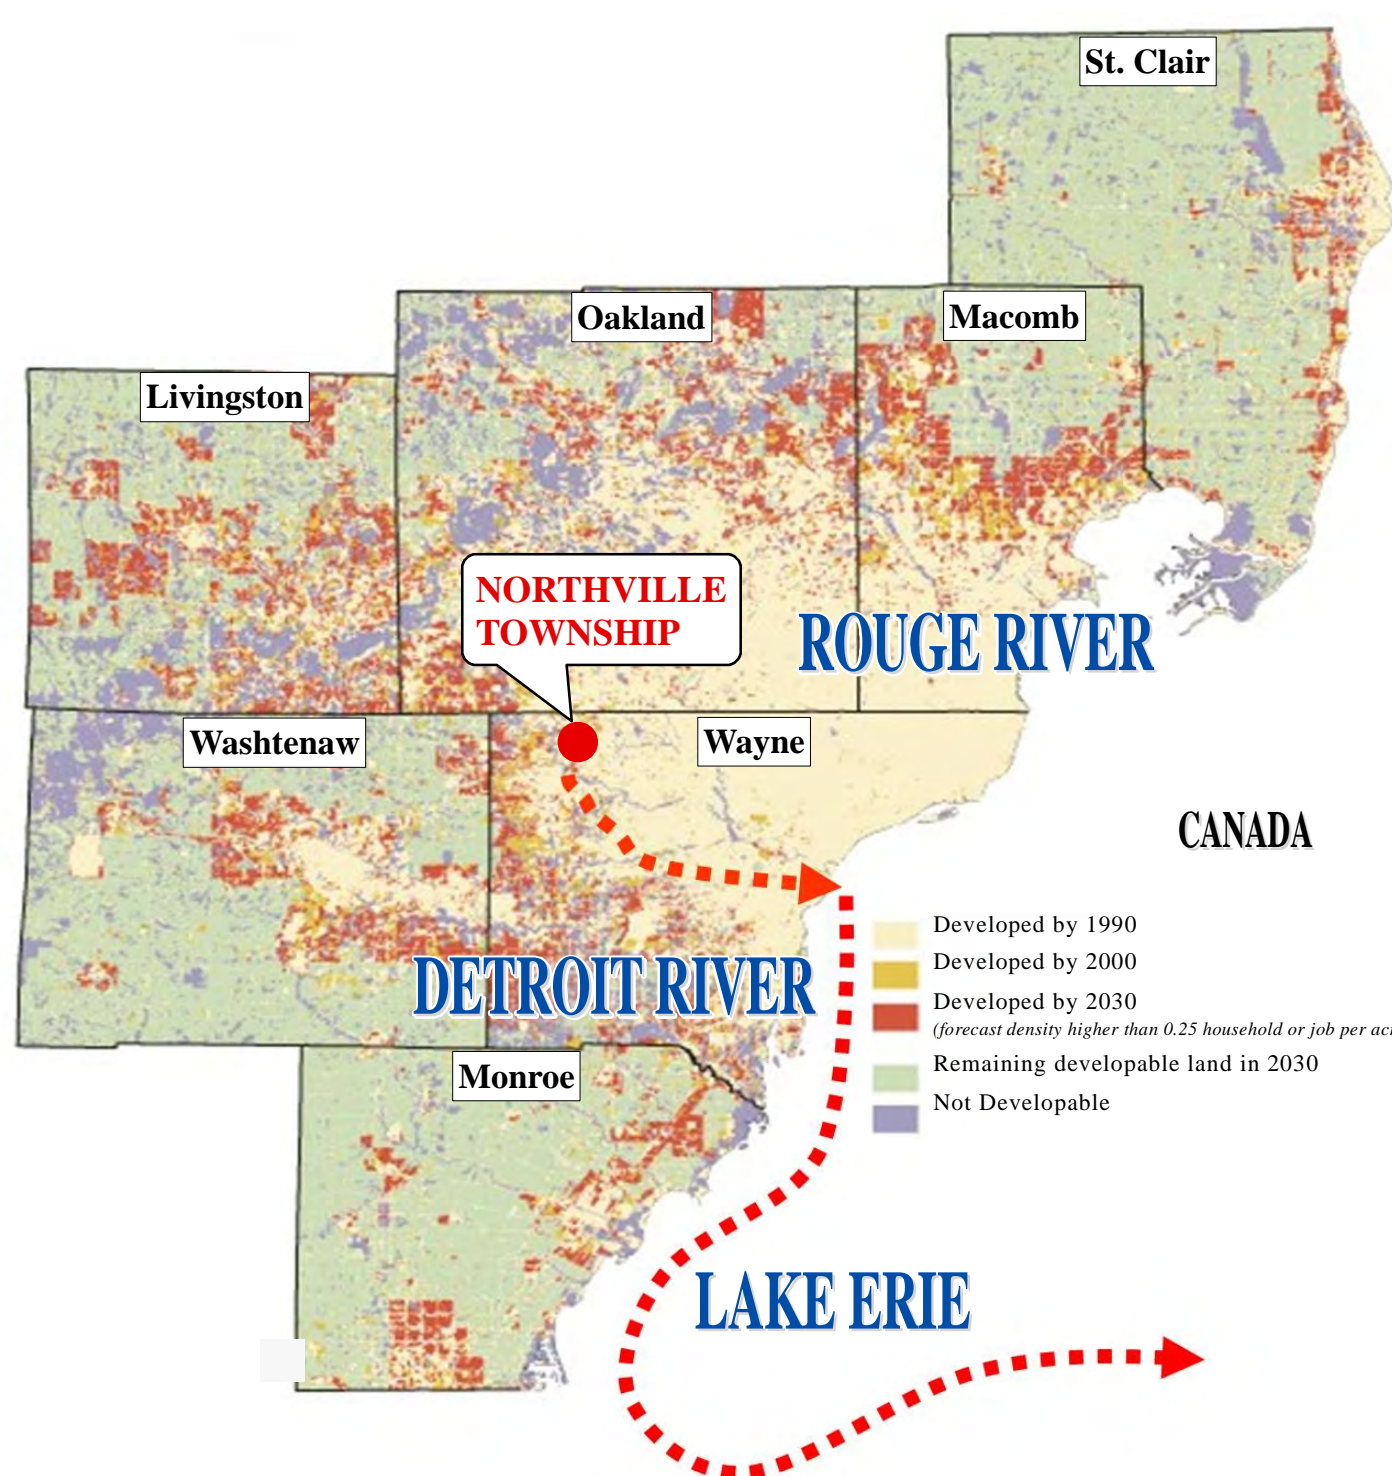 St. Clair
Oakland
Macomb
Livingston
NORTHVILLE
TOWNSHIP
ROUGE RIVER
Washtenaw
Wayne
CANADA
Developed by 1990
Developed by 2000
DETROIT RIVER
Developed by 2030
(forecast density higher than 0.25 household or job per acr
Remaining developable land in 2030
Monroe
Not Developable
LAKE ERIE